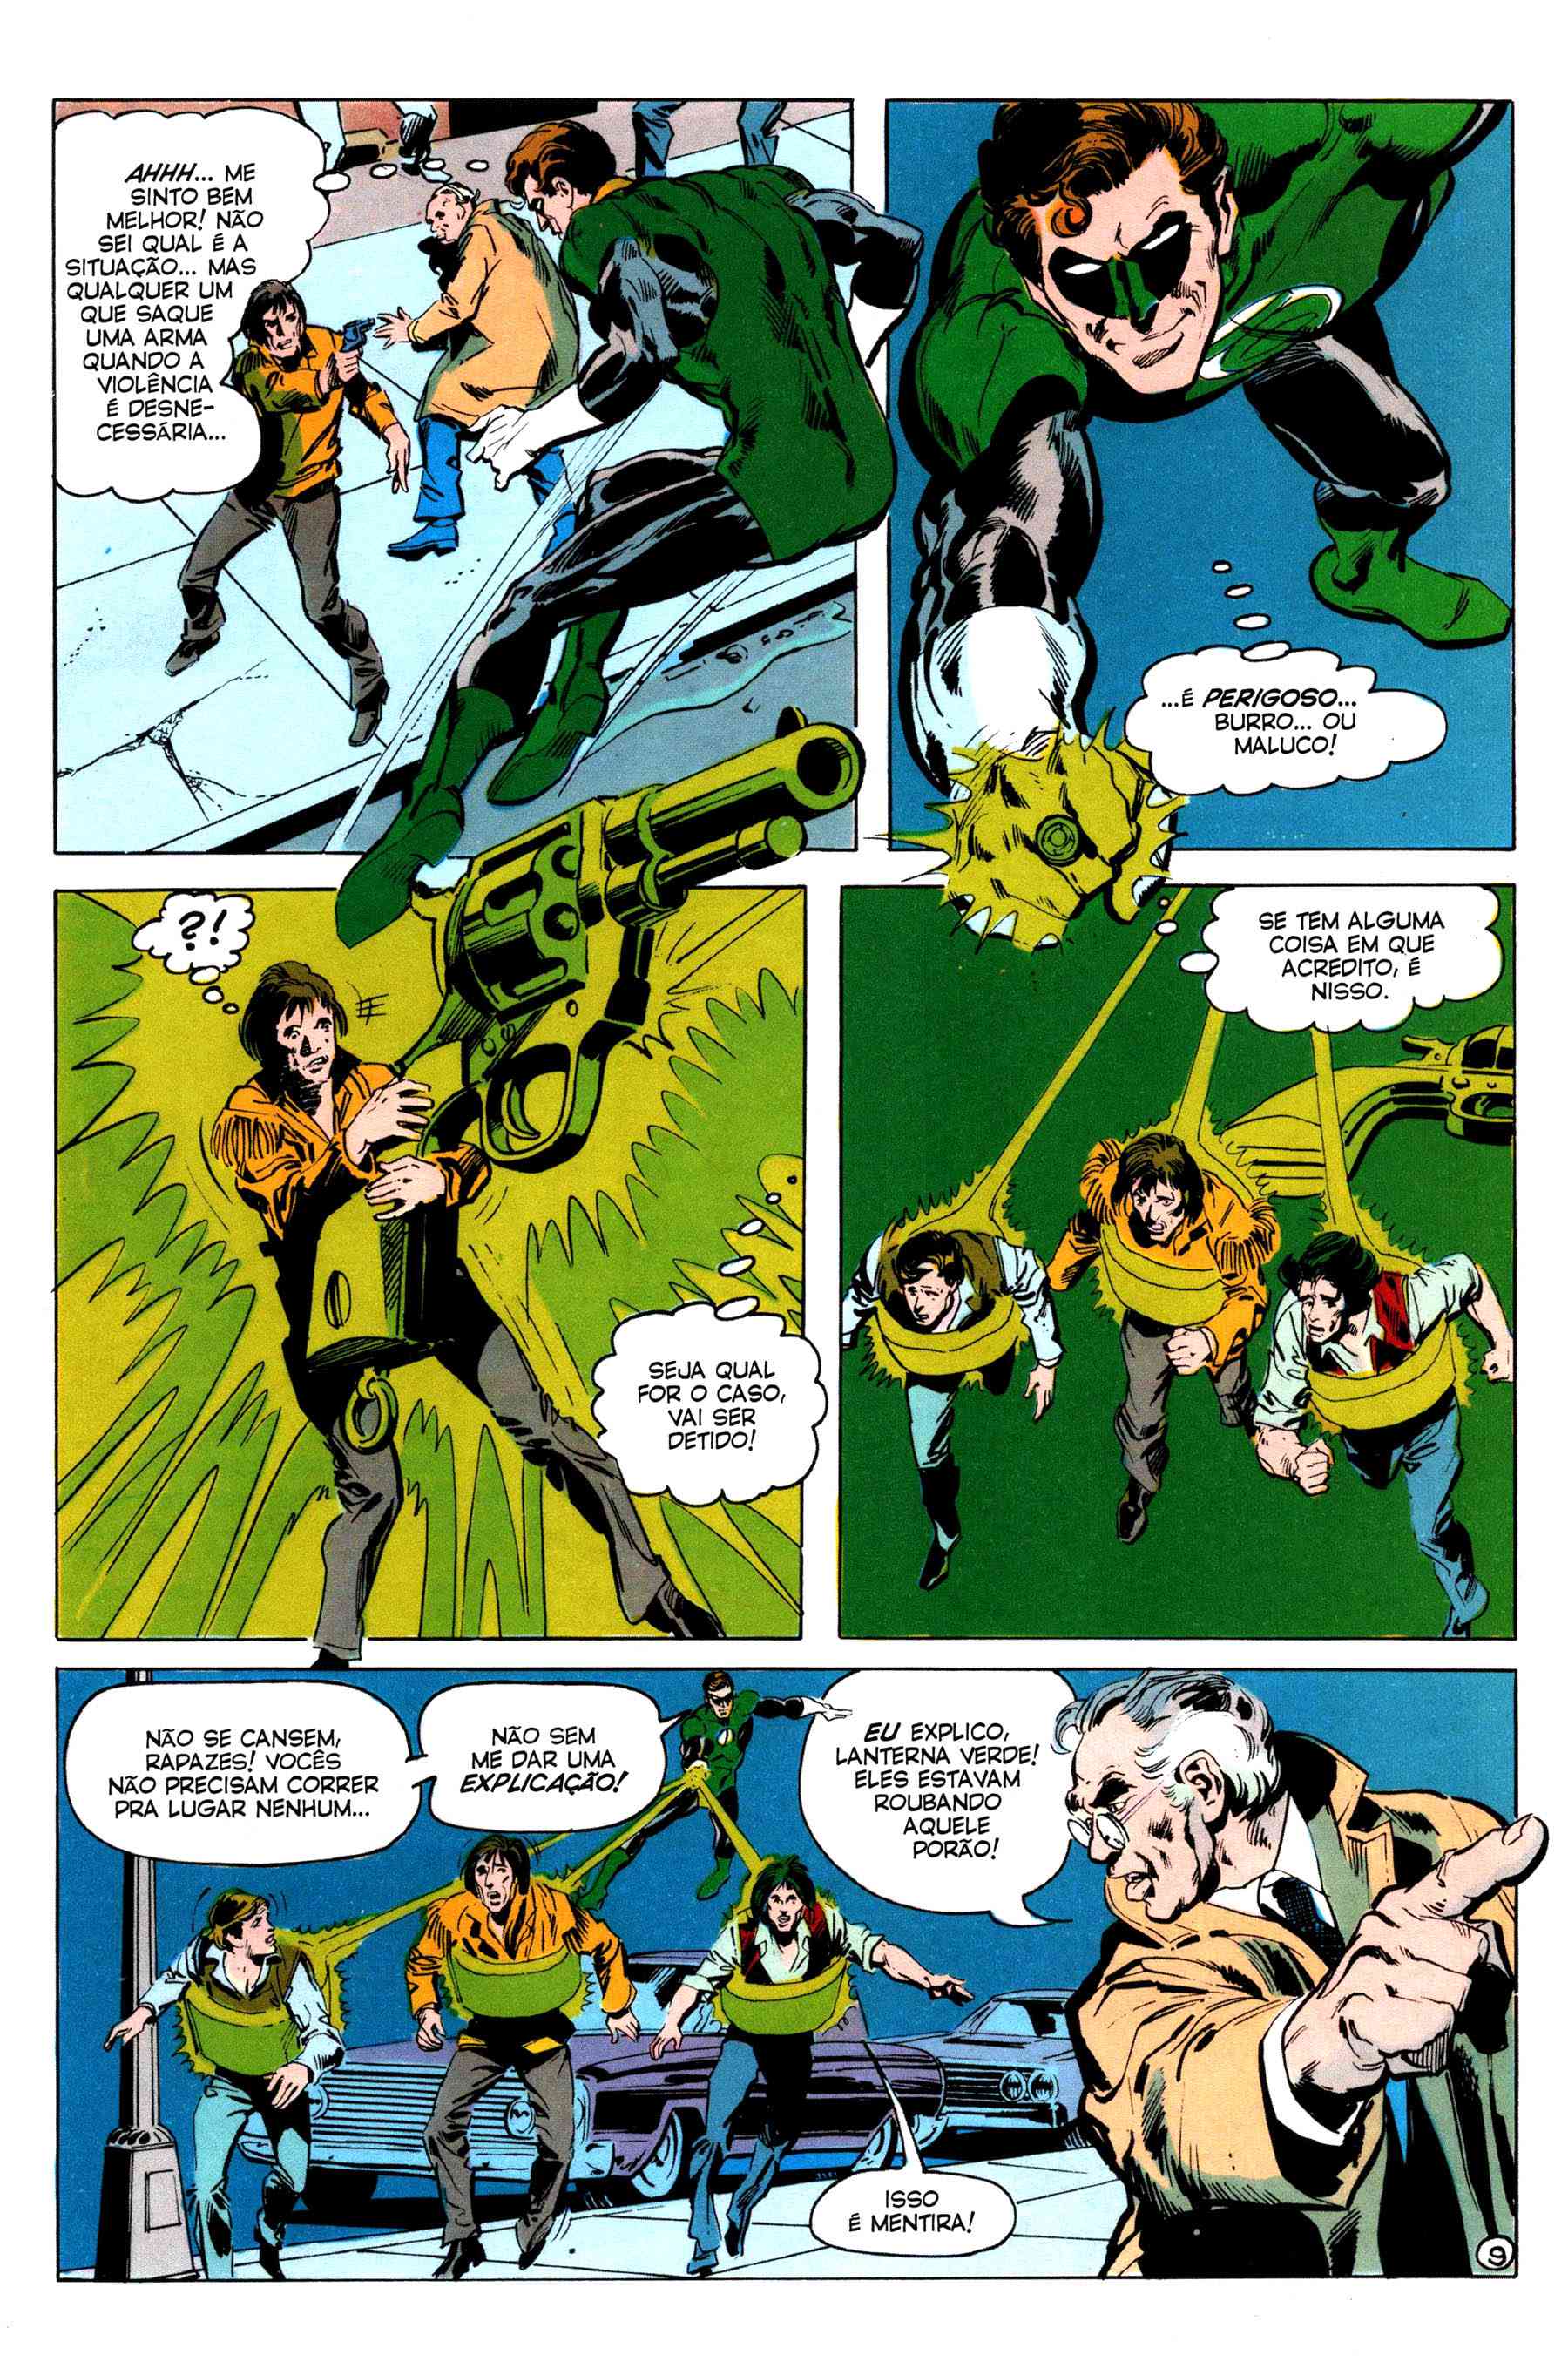 AHHH... ME
SINTO BEM
MELHOR! NÃO
SEI QUAL É A
SITUAÇÃO... MAS
QUALQUER UM
QUE SAQUE
UMA ARMA
QUANDO A
VIOLÊNCIA
É DESNE-
CESSÁRIA...
...É PERIGOSO...
BURRO... OU
MALUCO!
?!
SEJA QUAL
FOR O CASO,
VAI SER
DETIDO!
SE TEM ALGUMA
COISA EM QUE
ACREDITO, É
NISSO.
NÃO SE CANSEM,
RAPAZES! VOCÊS
NÃO PRECISAM CORRER
PRA LUGAR NENHUM...
NÃO SEM
ME DAR UMA
EXPLICAÇÃO!
EU EXPLICO,
LANTERNA VERDE!
ELES ESTAVAM
ROUBANDO
AQUELE
PORÃO!
ISSO
É MENTIRA!
9